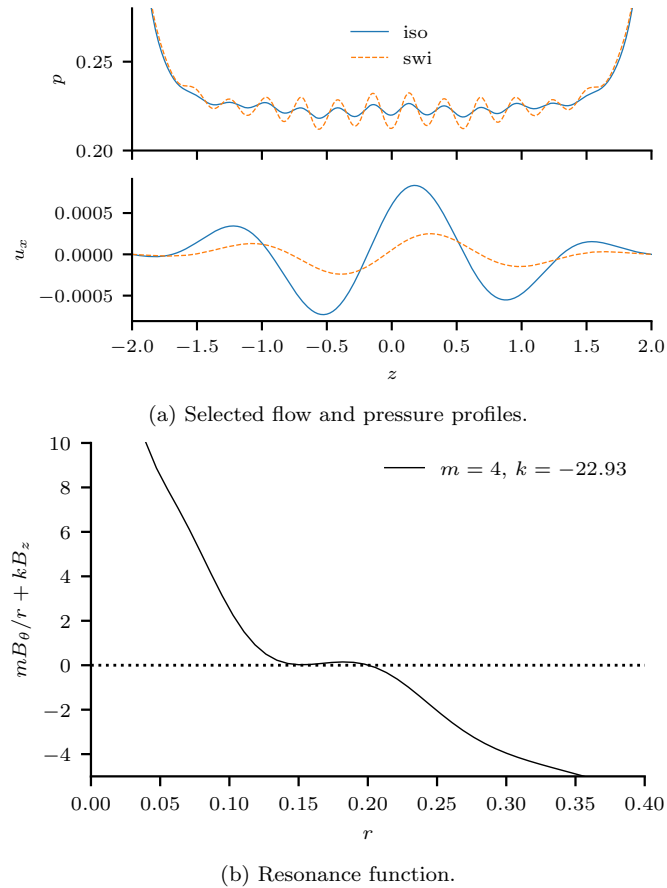 iso
swi
p
0.25
0.20
u_x
0.0005
0.0000
−0.0005
−2.0 −1.5 −1.0 −0.5 0.0 0.5 1.0 1.5 2.0
z
(a) Selected flow and pressure profiles.
10
8
6
4
2
0
−2
−4
mB_θ/r + kB_z
m = 4, k = −22.93
0.00 0.05 0.10 0.15 0.20 0.25 0.30 0.35 0.40
r
(b) Resonance function.